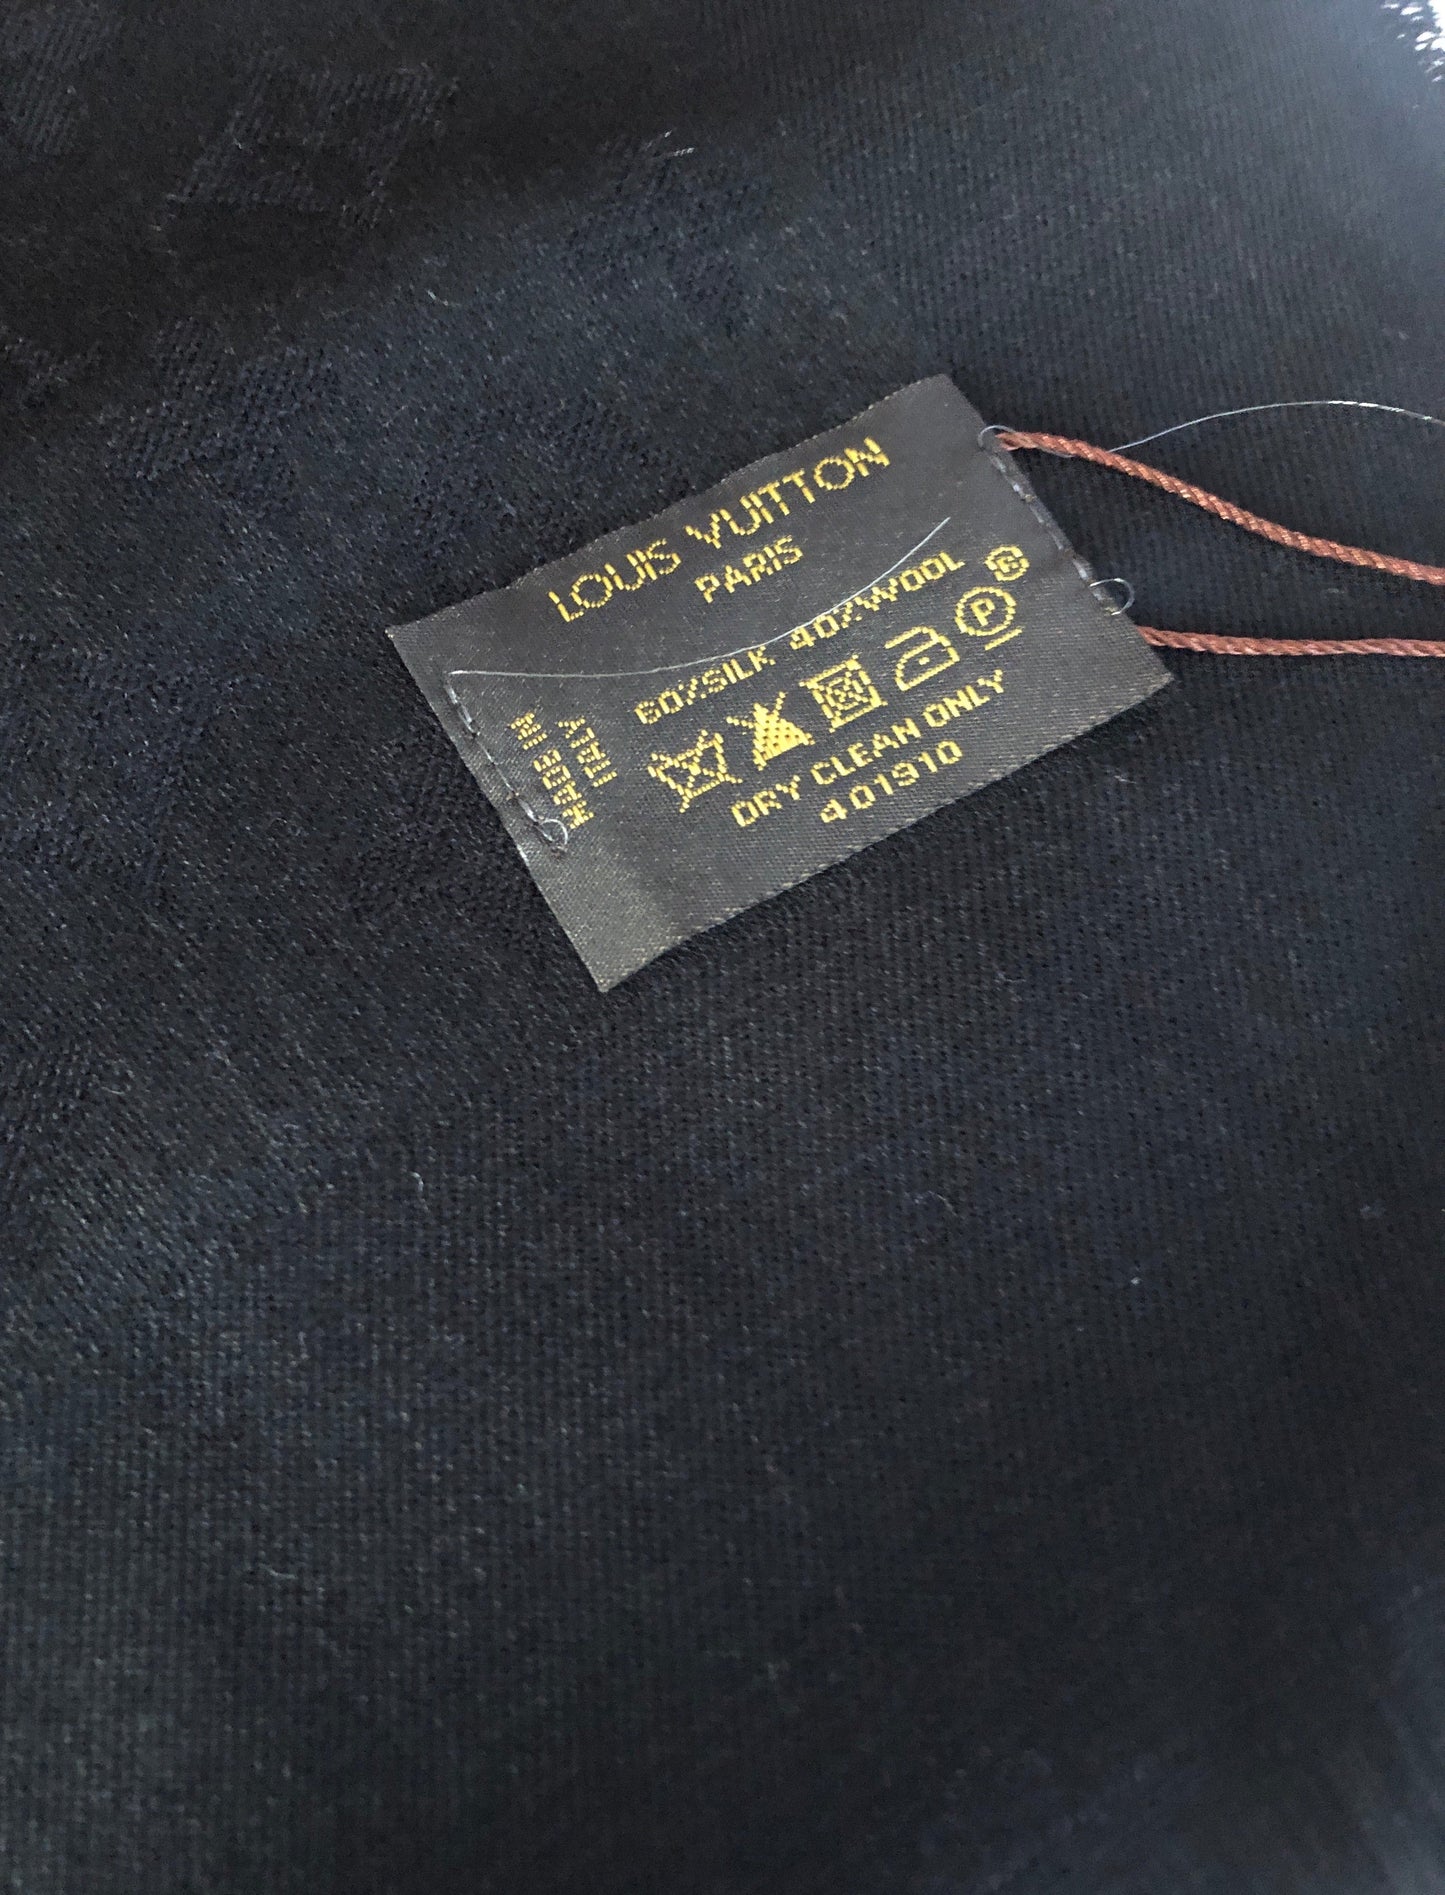 LOUIS VUITTON
PARIS
60%SILK 40%WOOL
®
P
DRY CLEAN ONLY
401910
MADE IN
ITALY